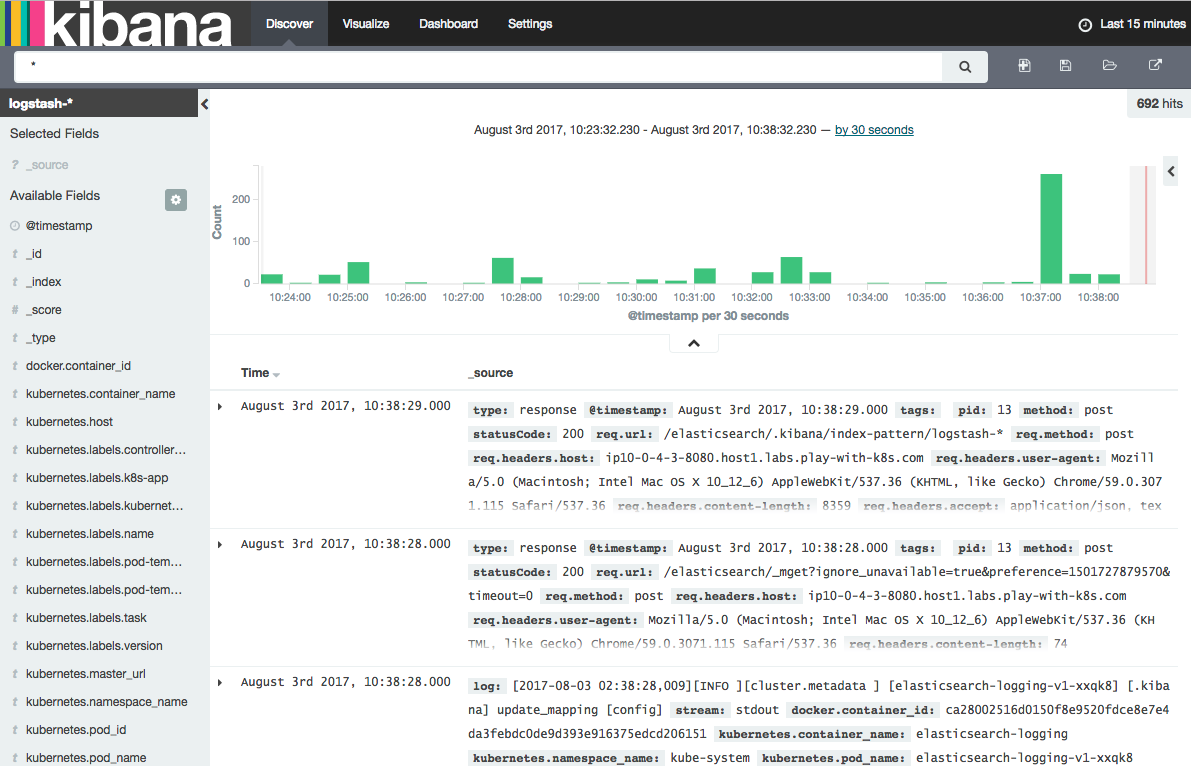 kibana Discover Visualize Dashboard Settings Last 15 minutes
*
logstash-*
692 hits
Selected Fields
? _source
Available Fields
@timestamp
t _id
t _index
# _score
t _type
t docker.container_id
t kubernetes.container_name
t kubernetes.host
t kubernetes.labels.controller...
t kubernetes.labels.k8s-app
t kubernetes.labels.kubernet...
t kubernetes.labels.name
t kubernetes.labels.pod-tem...
t kubernetes.labels.pod-tem...
t kubernetes.labels.task
t kubernetes.labels.version
t kubernetes.master_url
t kubernetes.namespace_name
t kubernetes.pod_id
t kubernetes.pod_name
August 3rd 2017, 10:23:32.230 - August 3rd 2017, 10:38:32.230 — by 30 seconds
Count
200
100
0
10:24:00 10:25:00 10:26:00 10:27:00 10:28:00 10:29:00 10:30:00 10:31:00 10:32:00 10:33:00 10:34:00 10:35:00 10:36:00 10:37:00 10:38:00
@timestamp per 30 seconds
Time _source
August 3rd 2017, 10:38:29.000
type: response @timestamp: August 3rd 2017, 10:38:29.000 tags: pid: 13 method: post
statusCode: 200 req.url: /elasticsearch/.kibana/index-pattern/logstash-* req.method: post
req.headers.host: ip10-0-4-3-8080.host1.labs.play-with-k8s.com req.headers.user-agent: Mozill
a/5.0 (Macintosh; Intel Mac OS X 10_12_6) AppleWebKit/537.36 (KHTML, like Gecko) Chrome/59.0.307
1.115 Safari/537.36 req.headers.content-length: 8359 req.headers.accept: application/json, tex
August 3rd 2017, 10:38:28.000
type: response @timestamp: August 3rd 2017, 10:38:28.000 tags: pid: 13 method: post
statusCode: 200 req.url: /elasticsearch/_mget?ignore_unavailable=true&preference=1501727879570&
timeout=0 req.method: post req.headers.host: ip10-0-4-3-8080.host1.labs.play-with-k8s.com
req.headers.user-agent: Mozilla/5.0 (Macintosh; Intel Mac OS X 10_12_6) AppleWebKit/537.36 (KH
TML, like Gecko) Chrome/59.0.3071.115 Safari/537.36 req.headers.content-length: 74
August 3rd 2017, 10:38:28.000
log: [2017-08-03 02:38:28,009][INFO ][cluster.metadata ] [elasticsearch-logging-v1-xxqk8] [.kiba
na] update_mapping [config] stream: stdout docker.container_id: ca28002516d0150f8e9520fdce8e7e4
da3febdc0de9d393e916375edcd206151 kubernetes.container_name: elasticsearch-logging
kubernetes.namespace_name: kube-system kubernetes.pod_name: elasticsearch-logging-v1-xxqk8